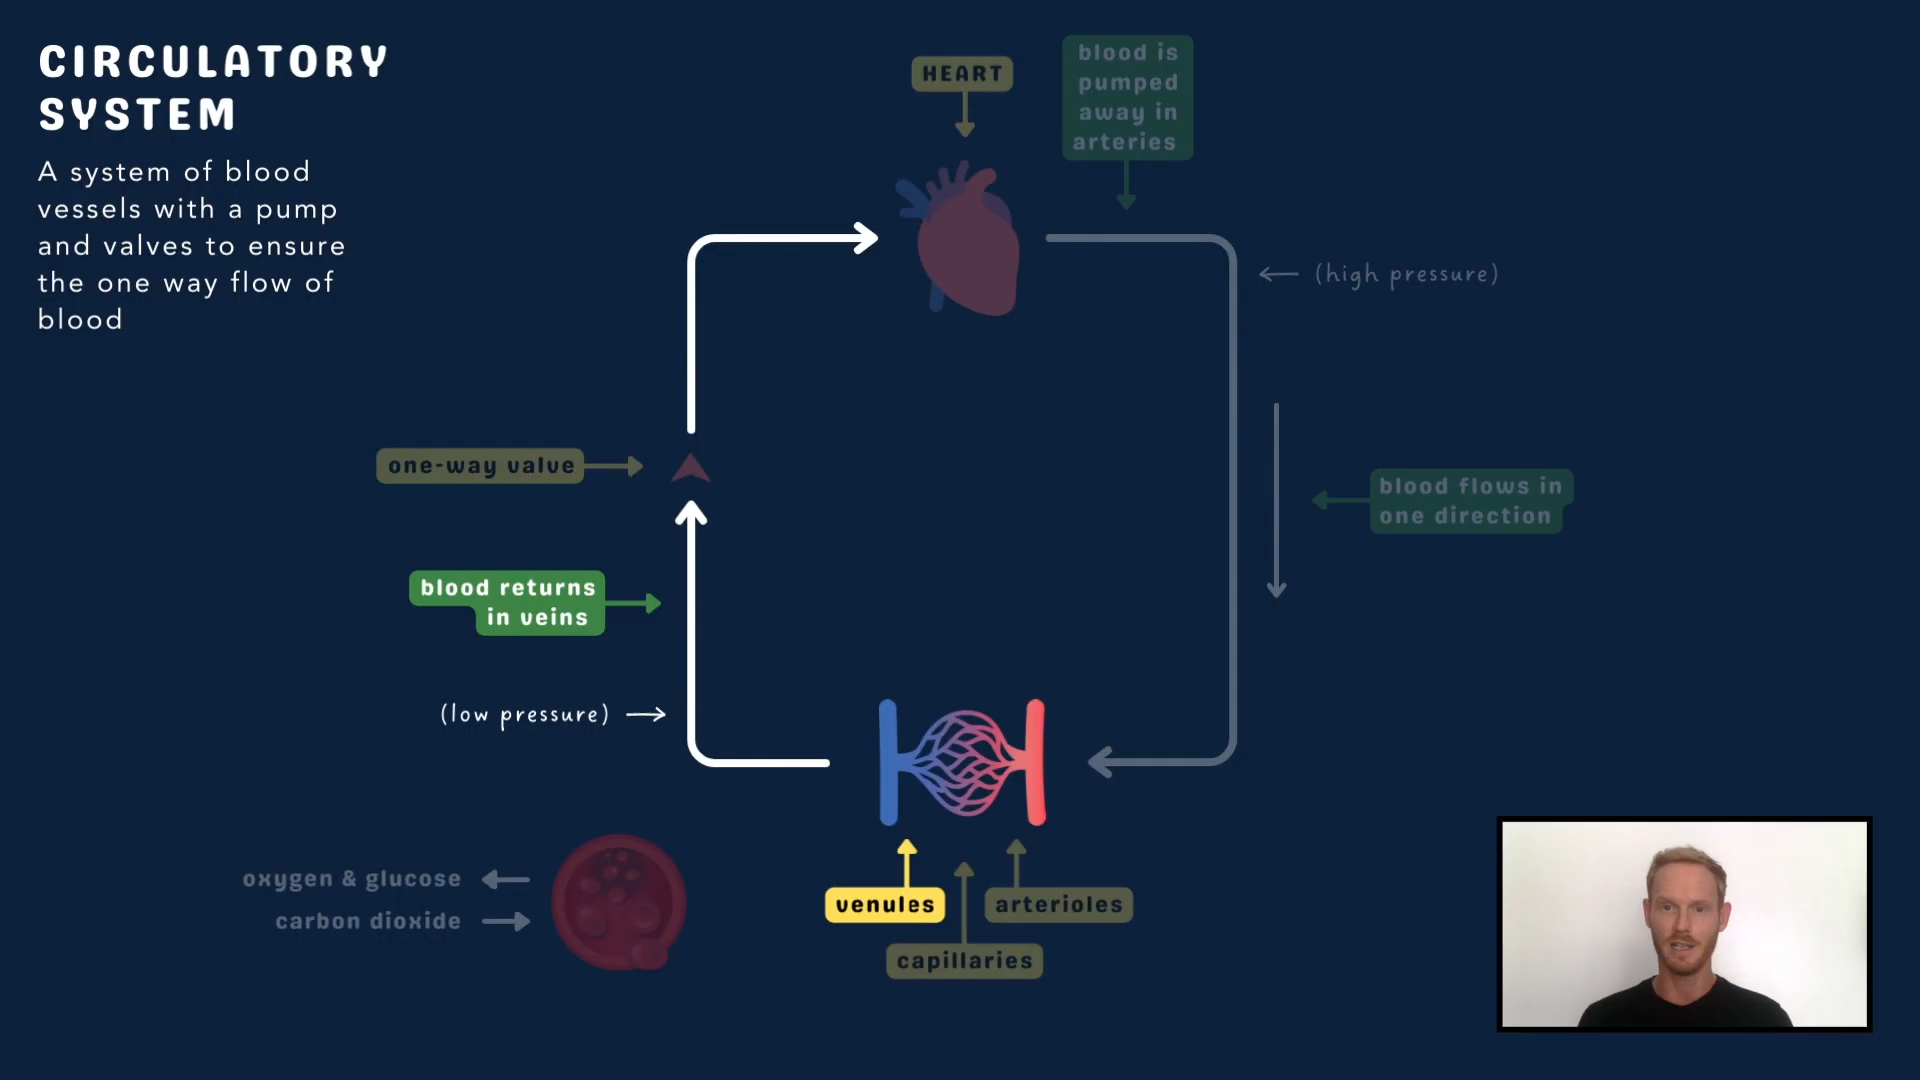 CIRCULATORY
SYSTEM
A system of blood
vessels with a pump
and valves to ensure
the one way flow of
blood
HEART
blood is
pumped
away in
arteries
(high pressure)
one-way valve
blood flows in
one direction
blood returns
in veins
(low pressure)
oxygen & glucose
carbon dioxide
venules
arterioles
capillaries